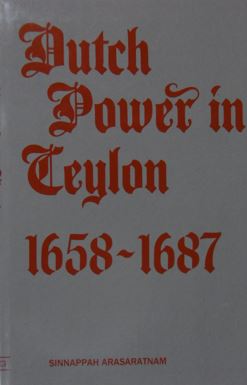 Dutch
Power in
Ceylon
1658~1687
SINNAPPAH ARASARATNAM